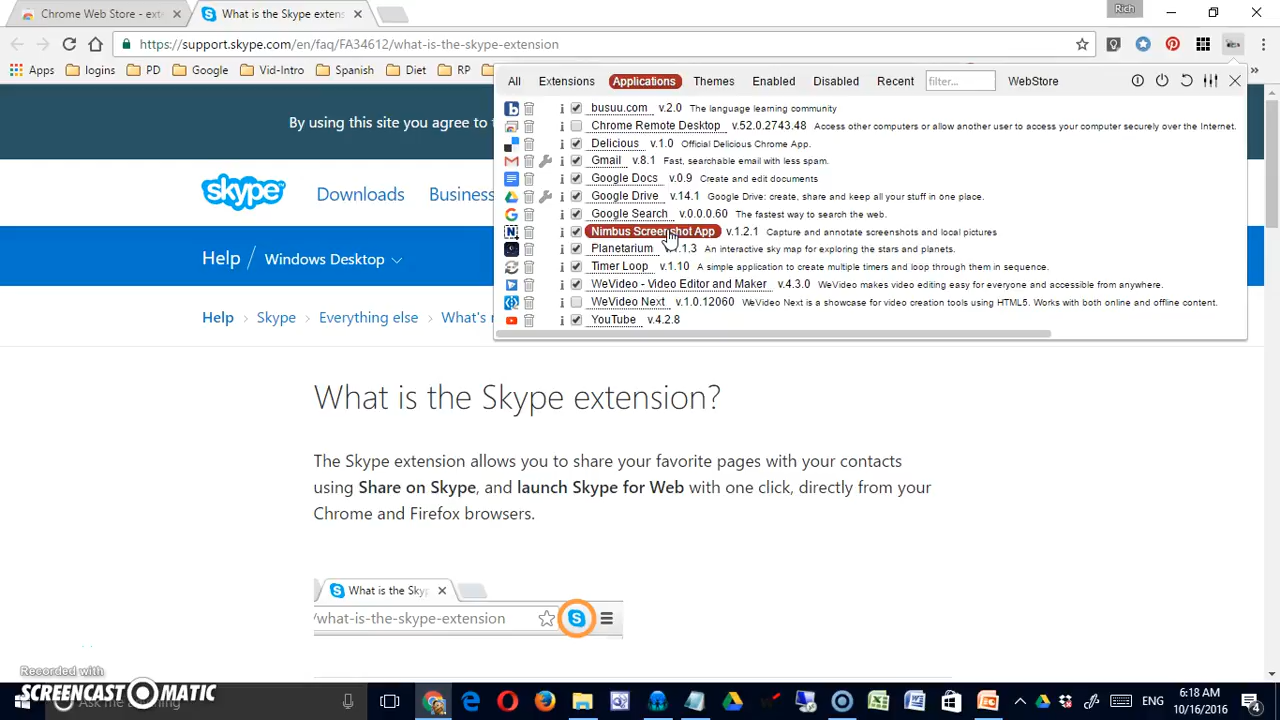 Chrome Web Store - exte
What is the Skype extens
Rich
https://support.skype.com/en/faq/FA34612/what-is-the-skype-extension
Apps logins PD Google Vid-Intro Spanish Diet RP
All Extensions Applications Themes Enabled Disabled Recent filter... WebStore
busuu.com v.2.0 The language learning community
Chrome Remote Desktop v.52.0.2743.48 Access other computers or allow another user to access your computer securely over the Internet.
Delicious v.1.0 Official Delicious Chrome App.
Gmail v.8.1 Fast, searchable email with less spam.
Google Docs v.0.9 Create and edit documents
Google Drive v.14.1 Google Drive: create, share and keep all your stuff in one place.
Google Search v.0.0.0.60 The fastest way to search the web.
Nimbus Screenshot App v.1.2.1 Capture and annotate screenshots and local pictures
Planetarium v.1.1.3 An interactive sky map for exploring the stars and planets.
Timer Loop v.1.10 A simple application to create multiple timers and loop through them in sequence.
WeVideo - Video Editor and Maker v.4.3.0 WeVideo makes video editing easy for everyone and accessible from anywhere.
WeVideo Next v.1.0.12060 WeVideo Next is a showcase for video creation tools using HTML5. Works with both online and offline content.
YouTube v.4.2.8
By using this site you agree to
skype Downloads Business
Help / Windows Desktop
Help > Skype > Everything else > What's
What is the Skype extension?
The Skype extension allows you to share your favorite pages with your contacts
using Share on Skype, and launch Skype for Web with one click, directly from your
Chrome and Firefox browsers.
What is the Sky
/what-is-the-skype-extension
Recorded with
SCREENCAST-O-MATIC
Ask me anything
ENG
6:18 AM
10/16/2016
4